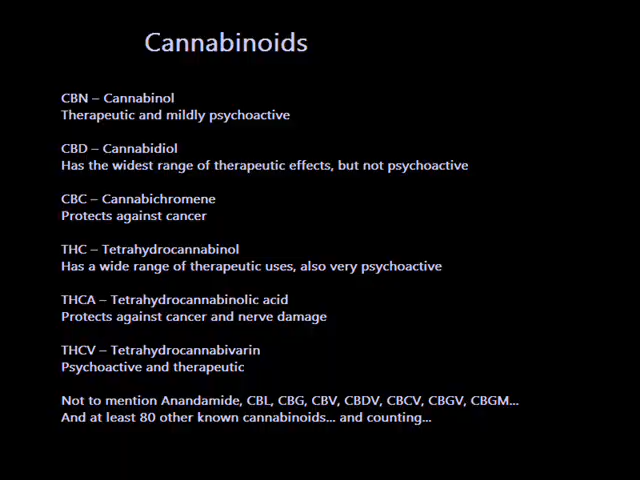 Cannabinoids
CBN – Cannabinol
Therapeutic and mildly psychoactive
CBD – Cannabidiol
Has the widest range of therapeutic effects, but not psychoactive
CBC – Cannabichromene
Protects against cancer
THC – Tetrahydrocannabinol
Has a wide range of therapeutic uses, also very psychoactive
THCA – Tetrahydrocannabinolic acid
Protects against cancer and nerve damage
THCV – Tetrahydrocannabivarin
Psychoactive and therapeutic
Not to mention Anandamide, CBL, CBG, CBV, CBDV, CBCV, CBGV, CBGM...
And at least 80 other known cannabinoids... and counting...